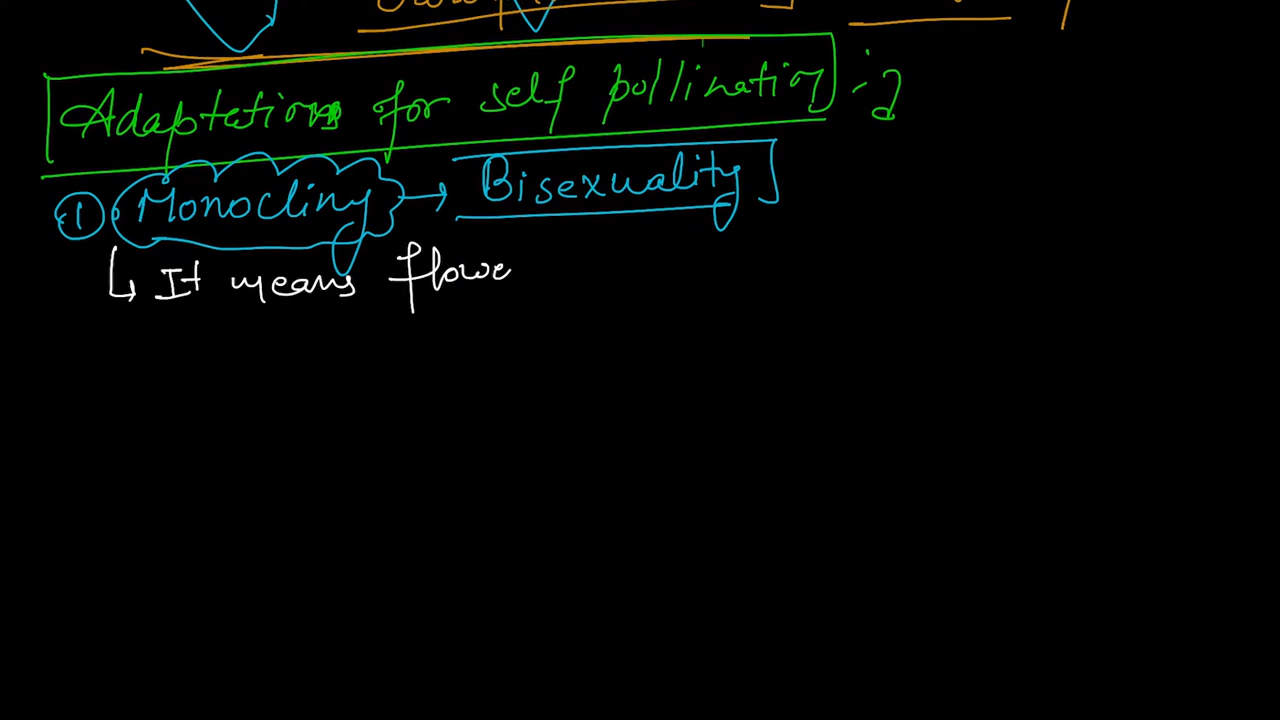 Adaptations for self pollination :-
① Monocliny → Bisexuality
↳ It means flowe